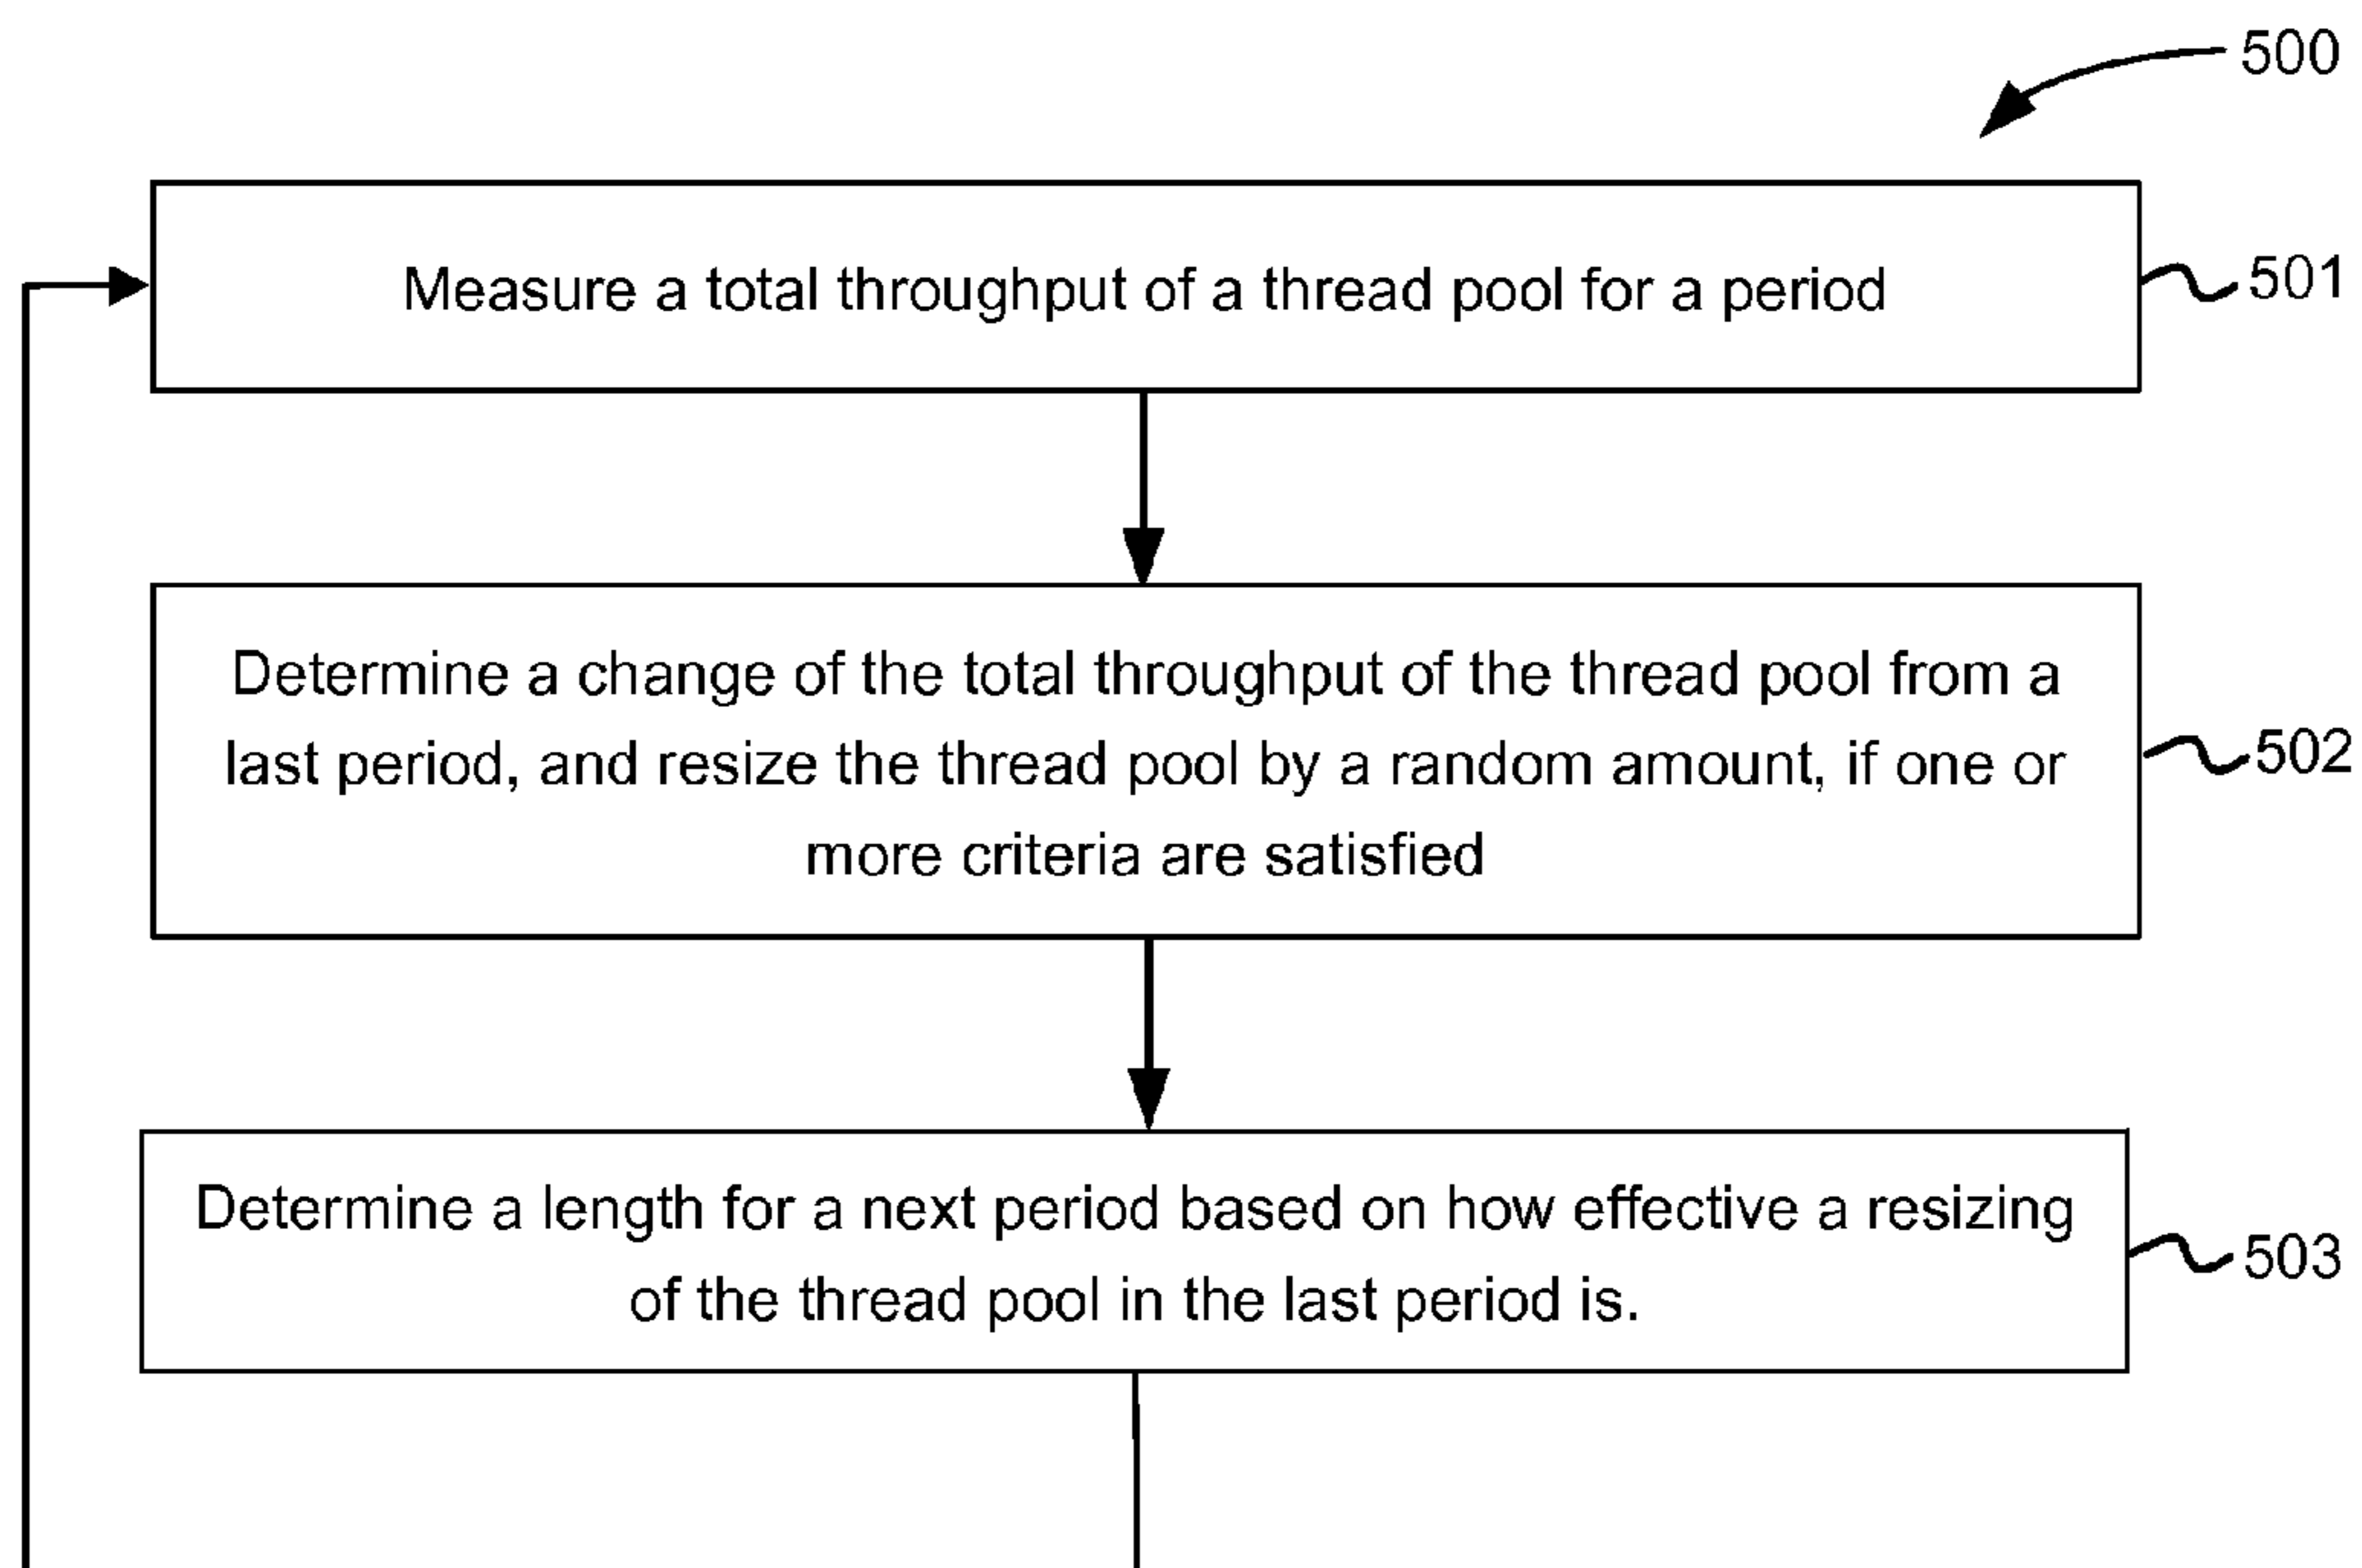 500
Measure a total throughput of a thread pool for a period
501
Determine a change of the total throughput of the thread pool from a
last period, and resize the thread pool by a random amount, if one or
more criteria are satisfied
502
Determine a length for a next period based on how effective a resizing
of the thread pool in the last period is.
503